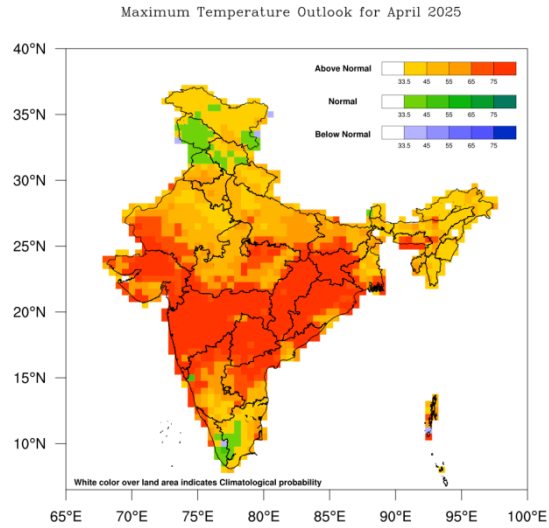 Maximum Temperature Outlook for April 2025
40°N
35°N
30°N
25°N
20°N
15°N
10°N
Above Normal
33.5 45 55 65 75
Normal
33.5 45 55 65 75
Below Normal
33.5 45 55 65 75
White color over land area indicates Climatological probability
65°E 70°E 75°E 80°E 85°E 90°E 95°E 100°E